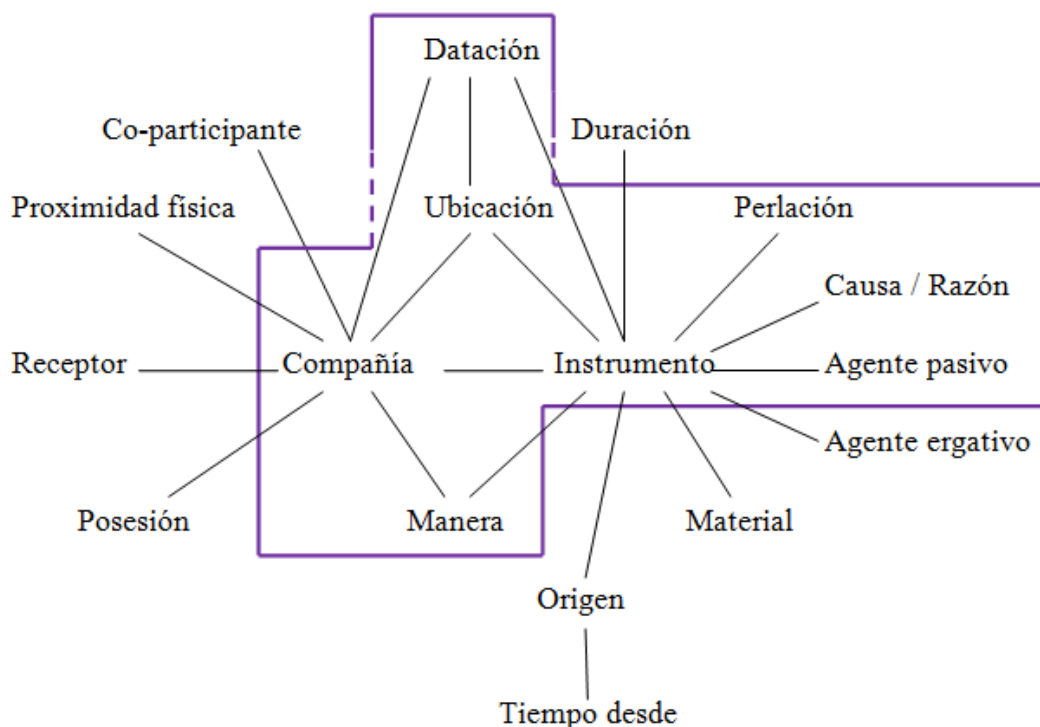 Datación
Co-participante
Duración
Proximidad física
Ubicación
Perlación
Causa / Razón
Receptor
Compañía
Instrumento
Agente pasivo
Agente ergativo
Posesión
Manera
Material
Origen
Tiempo desde